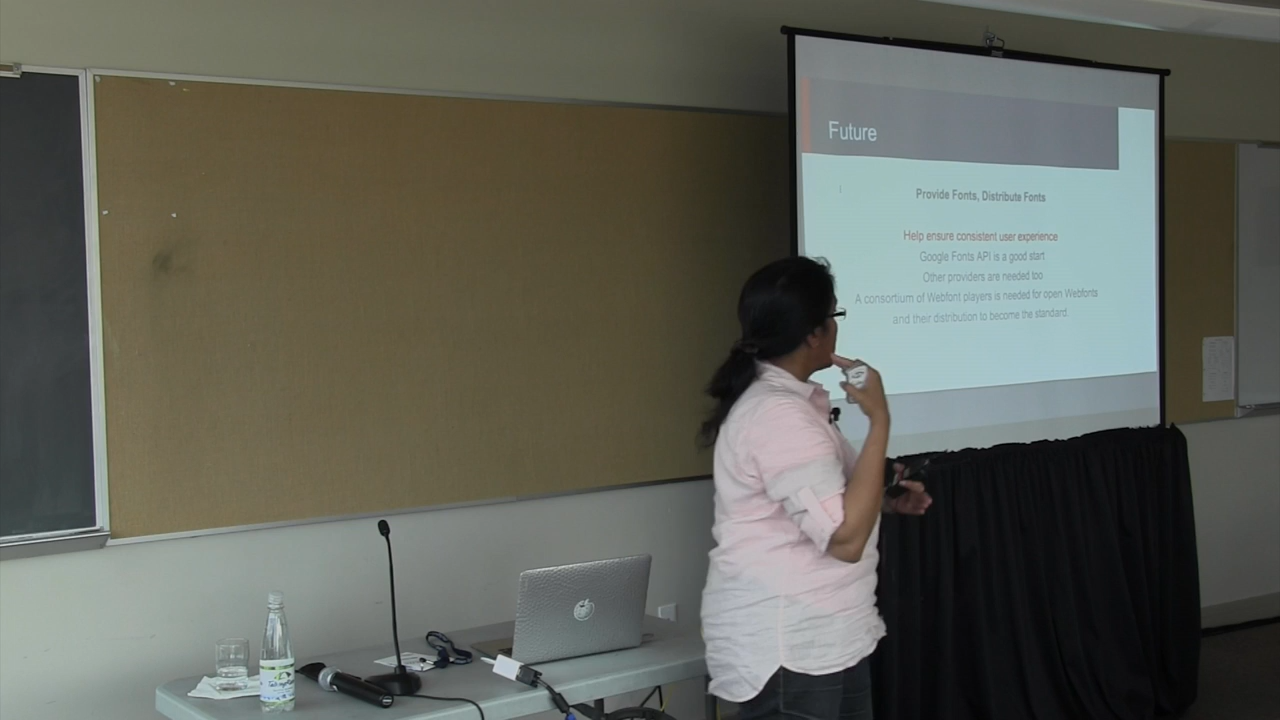 Future
Provide Fonts, Distribute Fonts
Help ensure consistent user experience
Google Fonts API is a good start
Other providers are needed too
A consortium of Webfont players is needed for open Webfonts
and their distribution to become the standard.